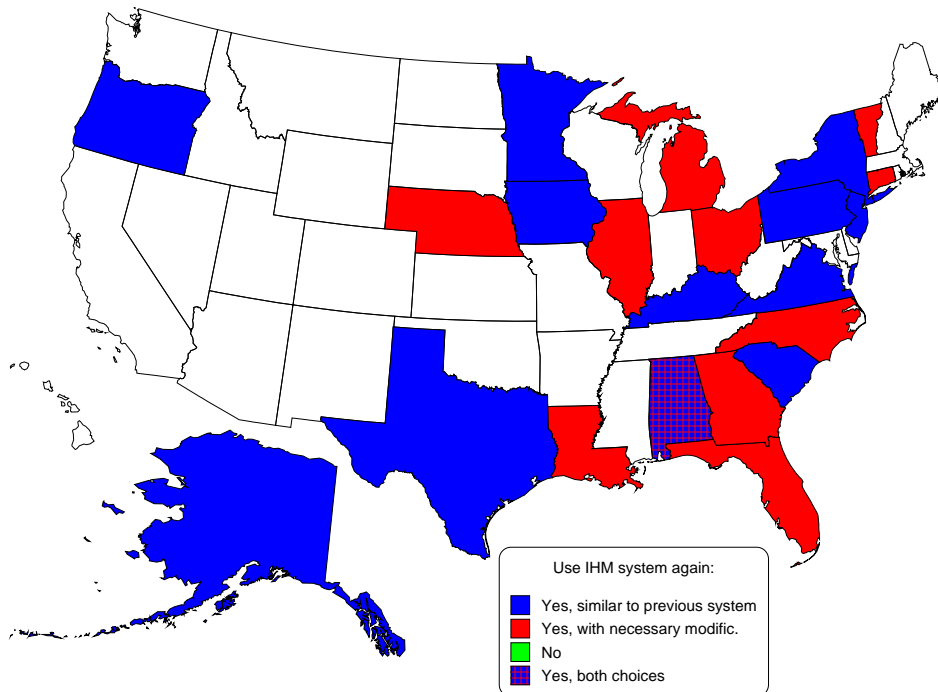 Use IHM system again:
Yes, similar to previous system
Yes, with necessary modific.
No
Yes, both choices